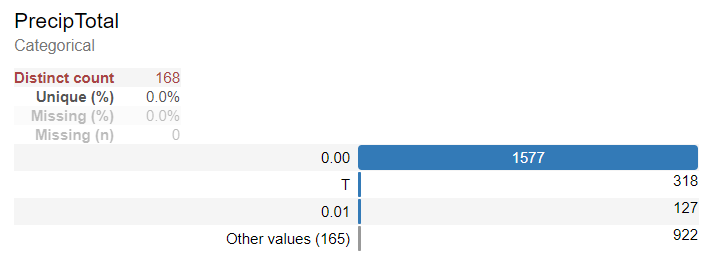 PrecipTotal
Categorical
Distinct count 168
Unique (%) 0.0%
Missing (%) 0.0%
Missing (n) 0
0.00 1577
T 318
0.01 127
Other values (165) 922